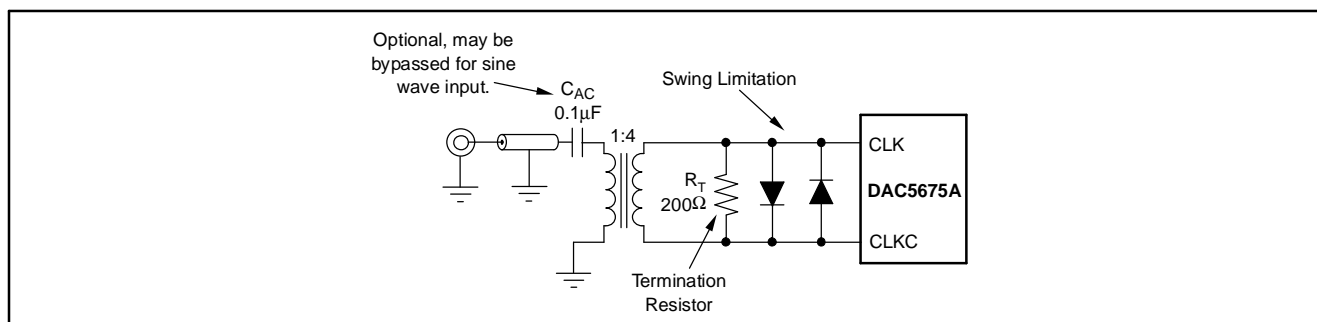 Optional, may be
bypassed for sine
wave input.
Swing Limitation
C_AC
0.1μF
1:4
CLK
R_T
200Ω
DAC5675A
CLKC
Termination
Resistor